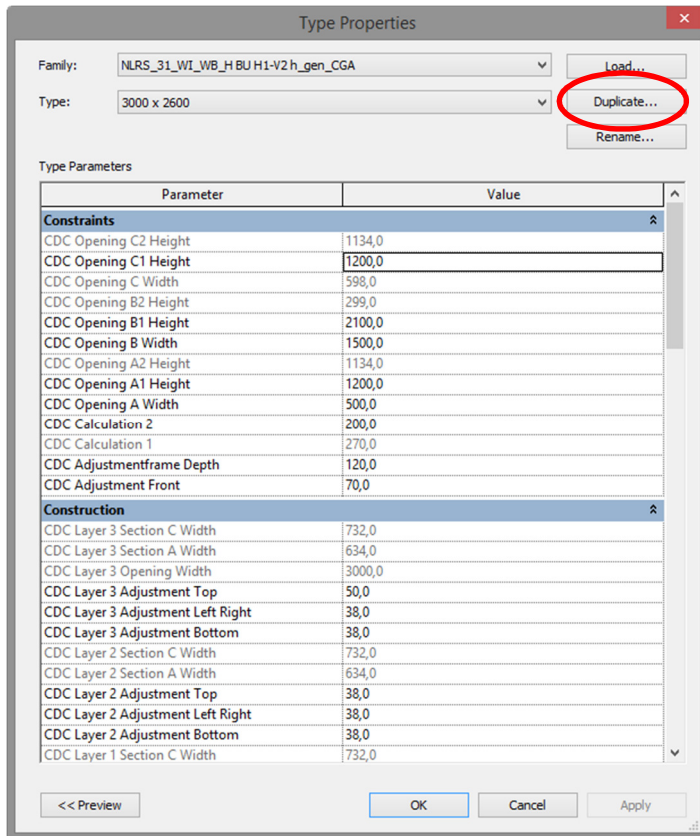 Type Properties
Family: NLRS_31_WI_WB_H BU H1-V2 h_gen_CGA Load...
Type: 3000 x 2600 Duplicate...
Rename...
Type Parameters
Parameter Value
Constraints
CDC Opening C2 Height 1134,0
CDC Opening C1 Height 1200,0
CDC Opening C Width 598,0
CDC Opening B2 Height 299,0
CDC Opening B1 Height 2100,0
CDC Opening B Width 1500,0
CDC Opening A2 Height 1134,0
CDC Opening A1 Height 1200,0
CDC Opening A Width 500,0
CDC Calculation 2 200,0
CDC Calculation 1 270,0
CDC Adjustmentframe Depth 120,0
CDC Adjustment Front 70,0
Construction
CDC Layer 3 Section C Width 732,0
CDC Layer 3 Section A Width 634,0
CDC Layer 3 Opening Width 3000,0
CDC Layer 3 Adjustment Top 50,0
CDC Layer 3 Adjustment Left Right 38,0
CDC Layer 3 Adjustment Bottom 38,0
CDC Layer 2 Section C Width 732,0
CDC Layer 2 Section A Width 634,0
CDC Layer 2 Adjustment Top 38,0
CDC Layer 2 Adjustment Left Right 38,0
CDC Layer 2 Adjustment Bottom 38,0
CDC Layer 1 Section C Width 732,0
<< Preview OK Cancel Apply